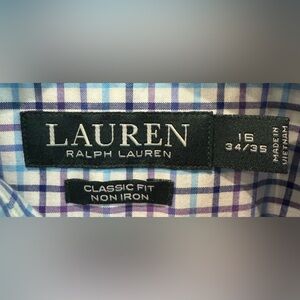 LAUREN
RALPH LAUREN
16
34/35
MADE IN
VIETNAM
CLASSIC FIT
NON IRON